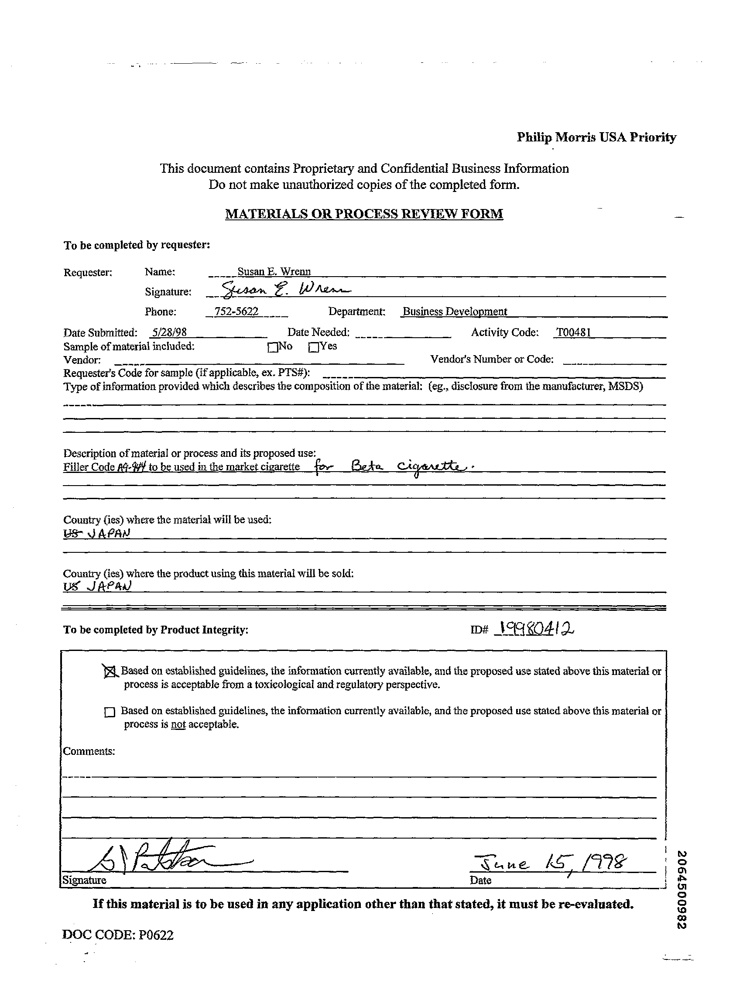 Philip Morris USA Priority
This document contains Proprietary and Confidential Business Information
Do not make unauthorized copies of the completed form.
MATERIALS OR PROCESS REVIEW FORM
To be completed by requester:
Requester: Name: Susan E. Wrenn
Signature: Susan E. Wrenn
Phone: 752-5622 Department: Business Development
Date Submitted: 5/28/98 Date Needed: Activity Code: T00481
Sample of material included: No Yes
Vendor: Vendor's Number or Code:
Requester's Code for sample (if applicable, ex. PTS#):
Type of information provided which describes the composition of the material: (eg., disclosure from the manufacturer, MSDS)
Description of material or process and its proposed use:
Filler Code to be used in the market cigarette for Beta cigarette.
Country (ies) where the material will be used:
US JAPAN
Country (ies) where the product using this material will be sold:
US JAPAN
To be completed by Product Integrity: ID# 19980412
Based on established guidelines, the information currently available, and the proposed use stated above this material or
process is acceptable from a toxicological and regulatory perspective.
Based on established guidelines, the information currently available, and the proposed use stated above this material or
process is not acceptable.
Comments:
June 15, 1998
Signature Date
If this material is to be used in any application other than that stated, it must be re-evaluated.
DOC CODE: P0622
2064500982